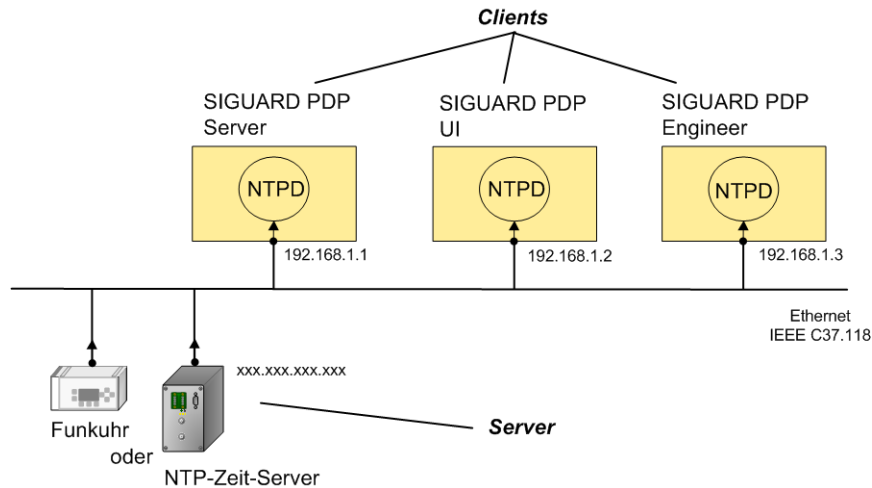 Clients
SIGUARD PDP
Server
SIGUARD PDP
UI
SIGUARD PDP
Engineer
NTPD
NTPD
NTPD
192.168.1.1
192.168.1.2
192.168.1.3
Ethernet
IEEE C37.118
xxx.xxx.xxx.xxx
Funkuhr
oder
NTP-Zeit-Server
Server